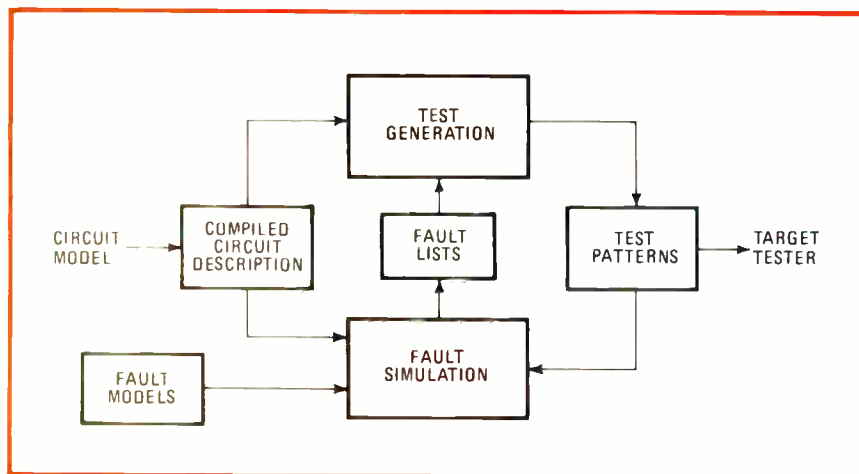 TEST
GENERATION
CIRCUIT
MODEL
COMPILED
CIRCUIT
DESCRIPTION
FAULT
LISTS
TEST
PATTERNS
TARGET
TESTER
FAULT
MODELS
FAULT
SIMULATION